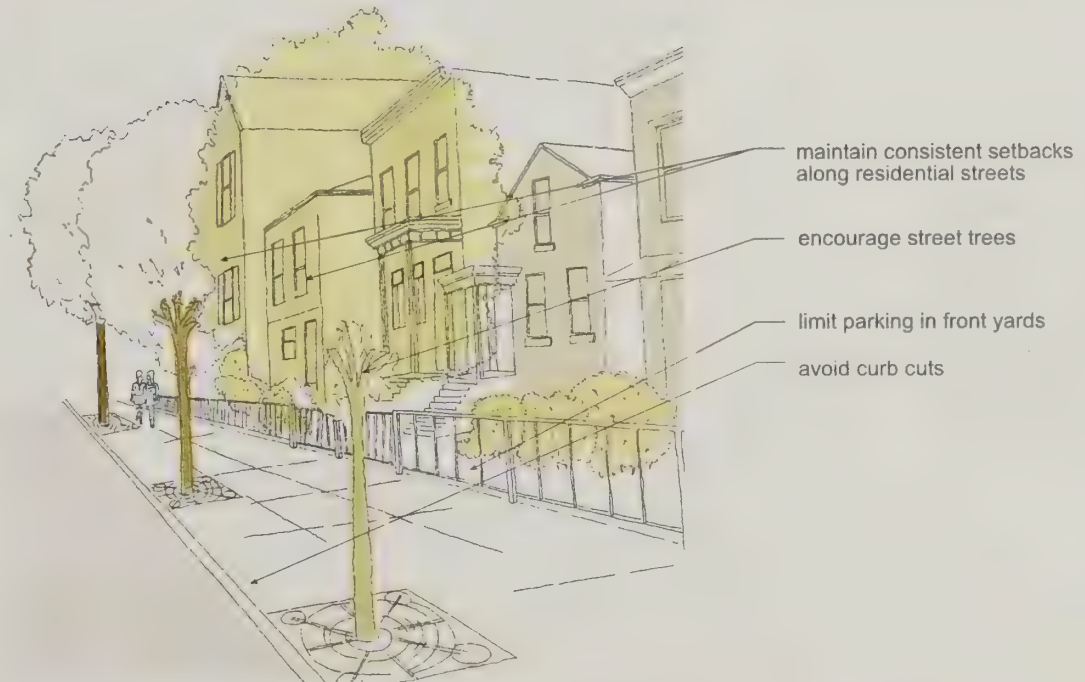 maintain consistent setbacks
along residential streets
encourage street trees
limit parking in front yards
avoid curb cuts